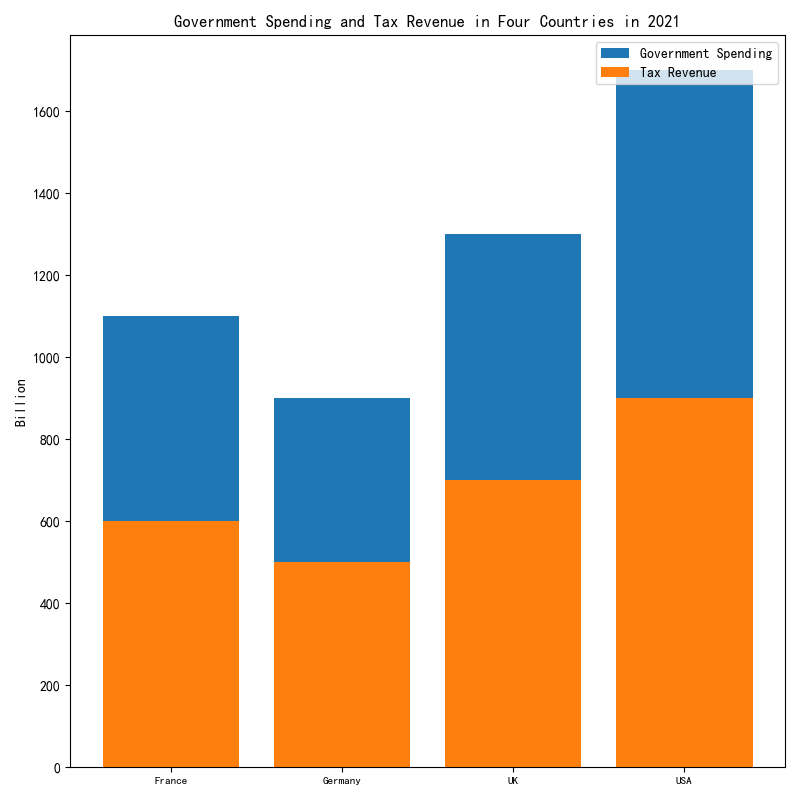 Government Spending and Tax Revenue in Four Countries in 2021
Government Spending
Tax Revenue
Billion
1600
1400
1200
1000
800
600
400
200
0
France
Germany
UK
USA